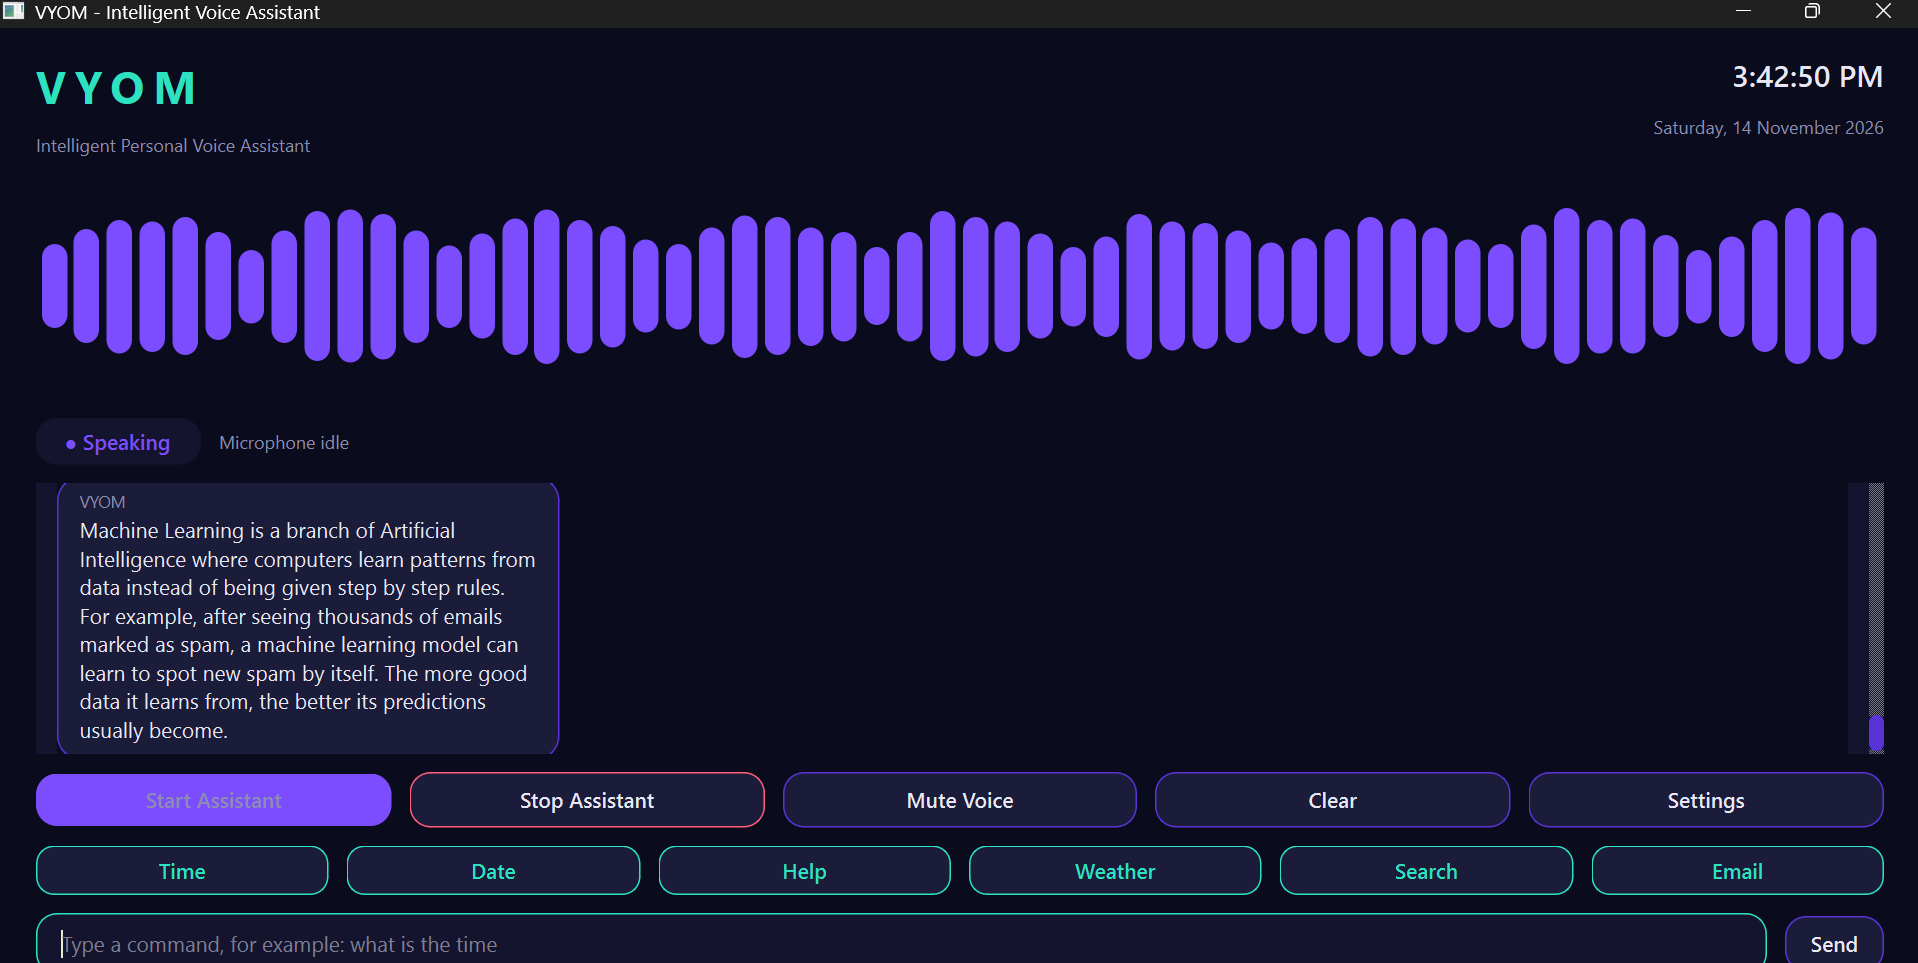 VYOM - Intelligent Voice Assistant
VYOM
3:42:50 PM
Saturday, 14 November 2026
Intelligent Personal Voice Assistant
● Speaking
Microphone idle
VYOM
Machine Learning is a branch of Artificial
Intelligence where computers learn patterns from
data instead of being given step by step rules.
For example, after seeing thousands of emails
marked as spam, a machine learning model can
learn to spot new spam by itself. The more good
data it learns from, the better its predictions
usually become.
Start Assistant
Stop Assistant
Mute Voice
Clear
Settings
Time
Date
Help
Weather
Search
Email
Type a command, for example: what is the time
Send